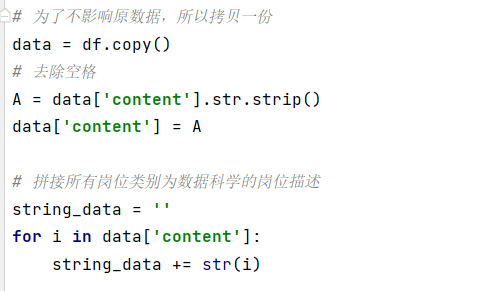 # 为了不影响原数据，所以拷贝一份
data = df.copy()
# 去除空格
A = data['content'].str.strip()
data['content'] = A
# 拼接所有岗位类别为数据科学的岗位描述
string_data = ''
for i in data['content']:
    string_data += str(i)